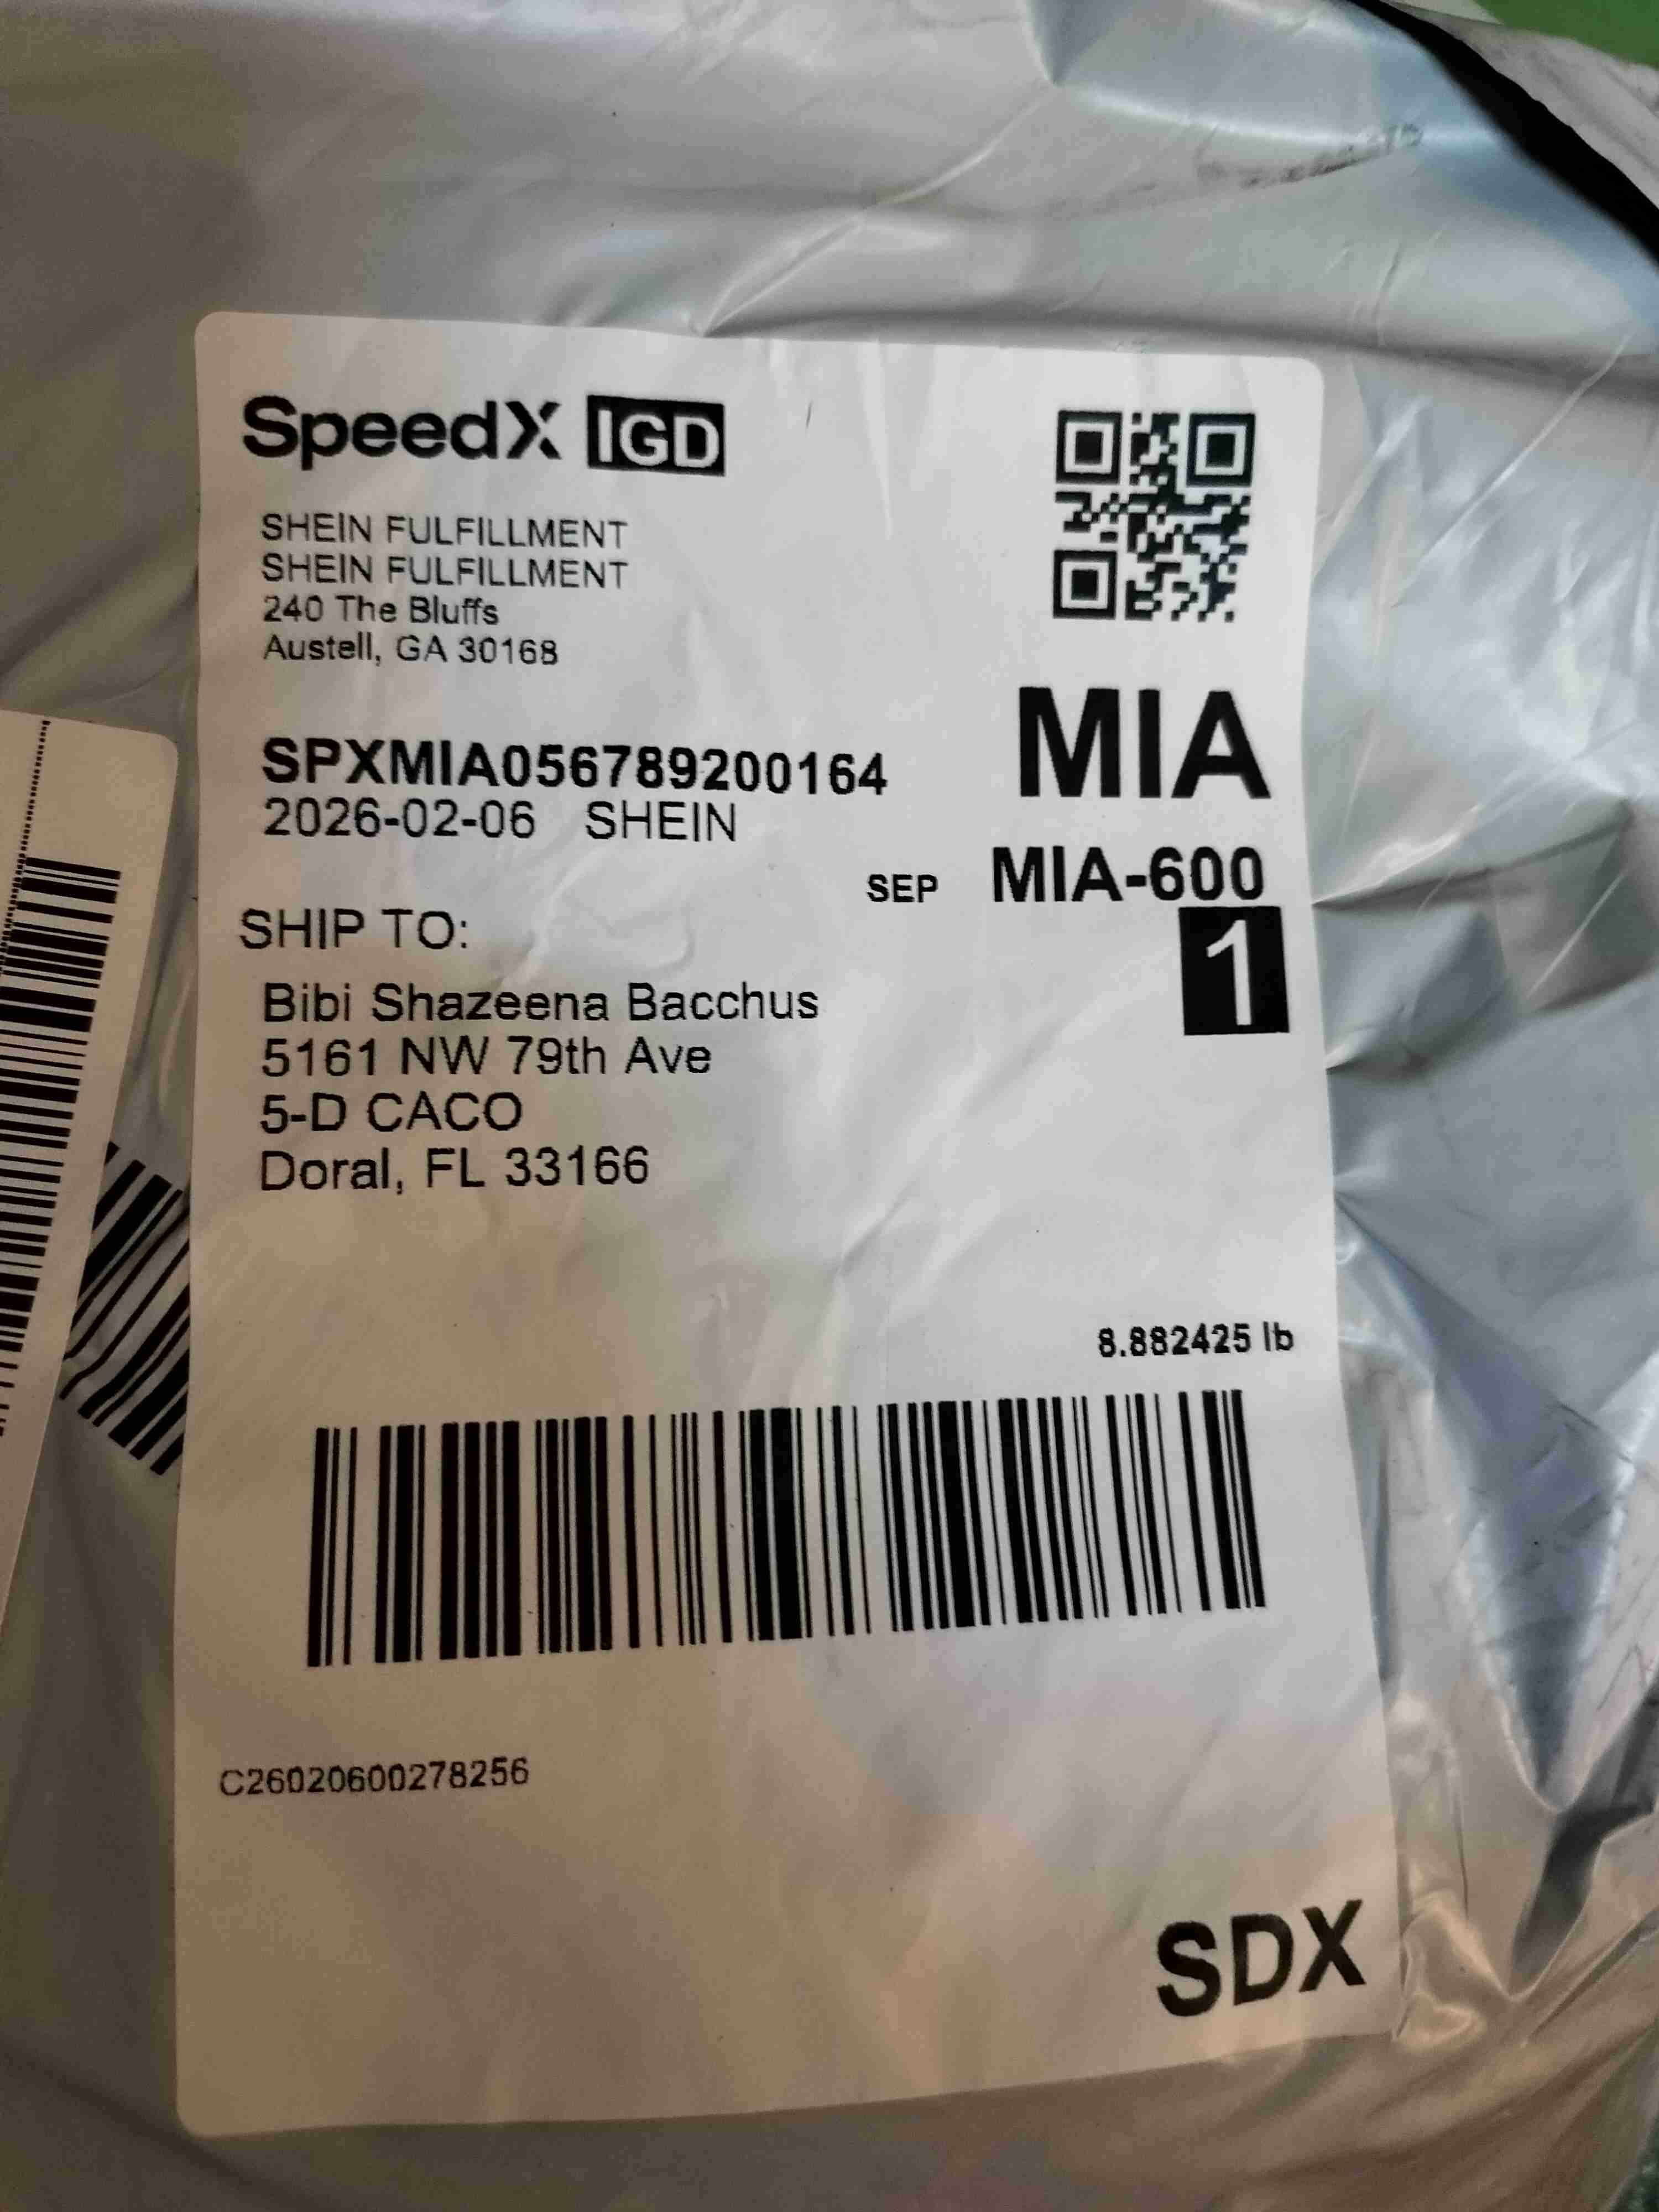 SpeedX IGD
SHEIN FULFILLMENT
SHEIN FULFILLMENT
240 The Bluffs
Austell, GA 30168
MIA
SPXMIA056789200164
2026-02-06 SHEIN
SEP MIA-600
1
SHIP TO:
Bibi Shazeena Bacchus
5161 NW 79th Ave
5-D CACO
Doral, FL 33166
8.882425 lb
C26020600278256
SDX